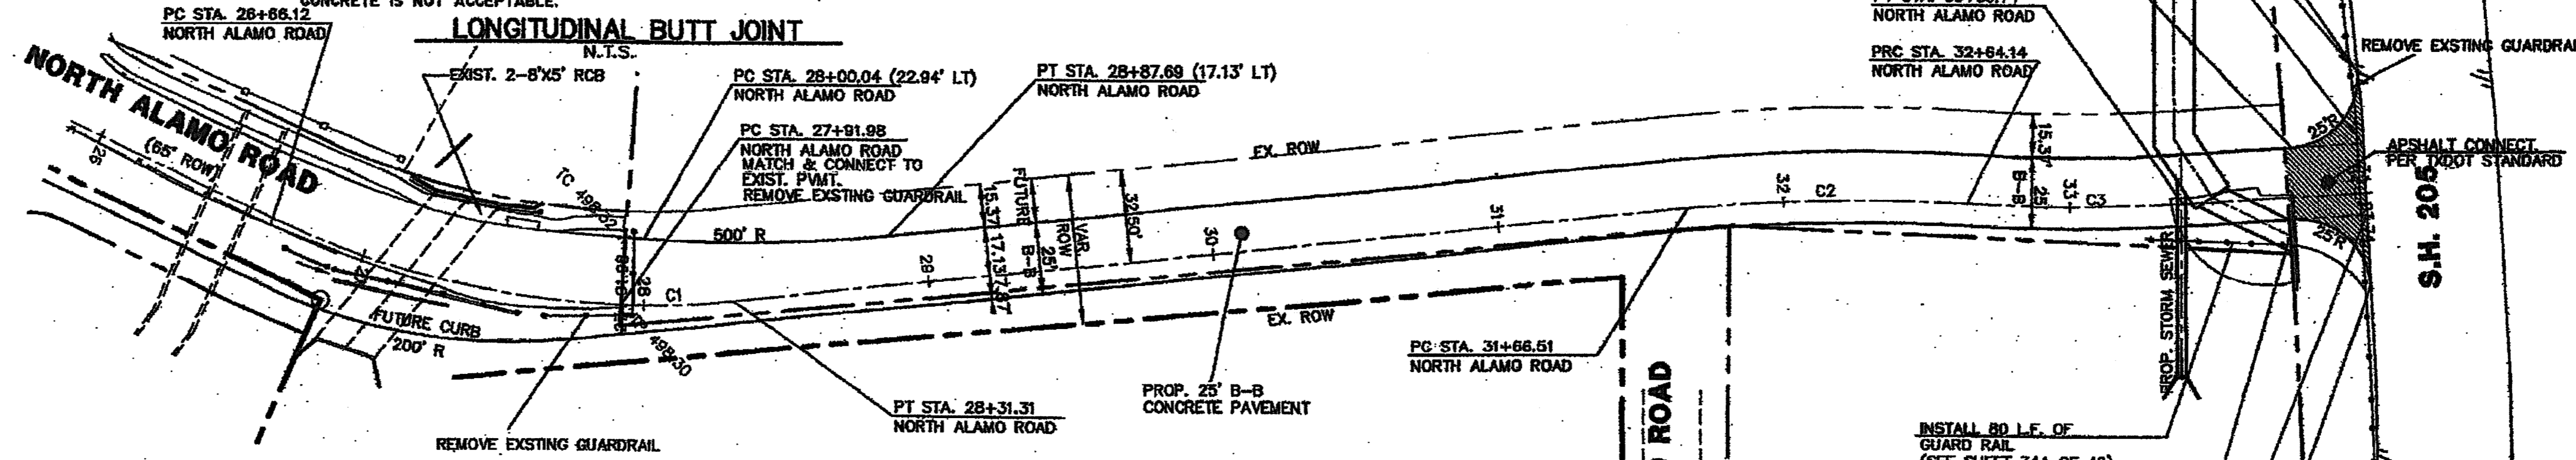 CONCRETE IS NOT ACCEPTABLE.
PC STA. 26+66.12
NORTH ALAMO ROAD
LONGITUDINAL BUTT JOINT
N.T.S.
EXIST. 2-8'X5' RCB
NORTH ALAMO ROAD
(65' ROW)
26
PC STA. 28+00.04 (22.94' LT)
NORTH ALAMO ROAD
PC STA. 27+91.98
NORTH ALAMO ROAD
MATCH & CONNECT TO
EXIST. PVMT.
REMOVE EXSTING GUARDRAIL
PT STA. 28+87.69 (17.13' LT)
NORTH ALAMO ROAD
500' R
28
C1
FUTURE CURB
200' R
REMOVE EXSTING GUARDRAIL
PT STA. 28+31.31
NORTH ALAMO ROAD
29
15.37'
17.13'
7.87'
FUTURE
25'
B-B
VAR
ROW
32.50'
EX. ROW
30
31
EX. ROW
PROP. 25' B-B
CONCRETE PAVEMENT
PC STA. 31+66.51
NORTH ALAMO ROAD
ROAD
32
C2
PRC STA. 32+64.14
NORTH ALAMO ROAD
NORTH ALAMO ROAD
15.37'
25'
B-B
33
C3
PROP. STORM SEWER
INSTALL 80 L.F. OF
GUARD RAIL
25'R
25'R
REMOVE EXSTING GUARDRAI
APSHALT CONNECT.
PER TXDOT STANDARD
S.H. 205